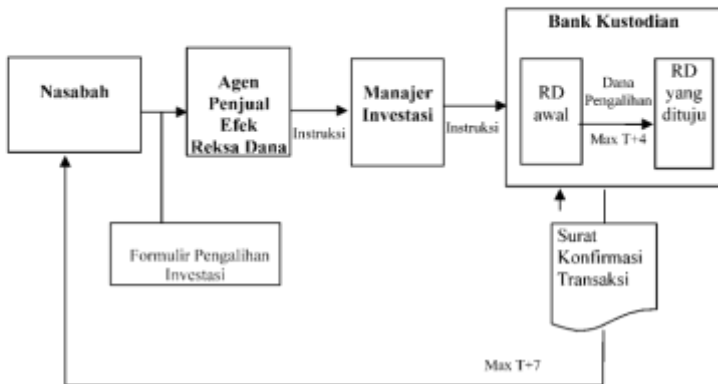 Bank Kustodian
Nasabah
Agen
Penjual
Efek
Reksa Dana
Instruksi
Manajer
Investasi
Instruksi
RD
awal
Dana
Pengalihan
Max T+4
RD
yang
dituju
Formulir Pengalihan
Investasi
Surat
Konfirmasi
Transaksi
Max T+7